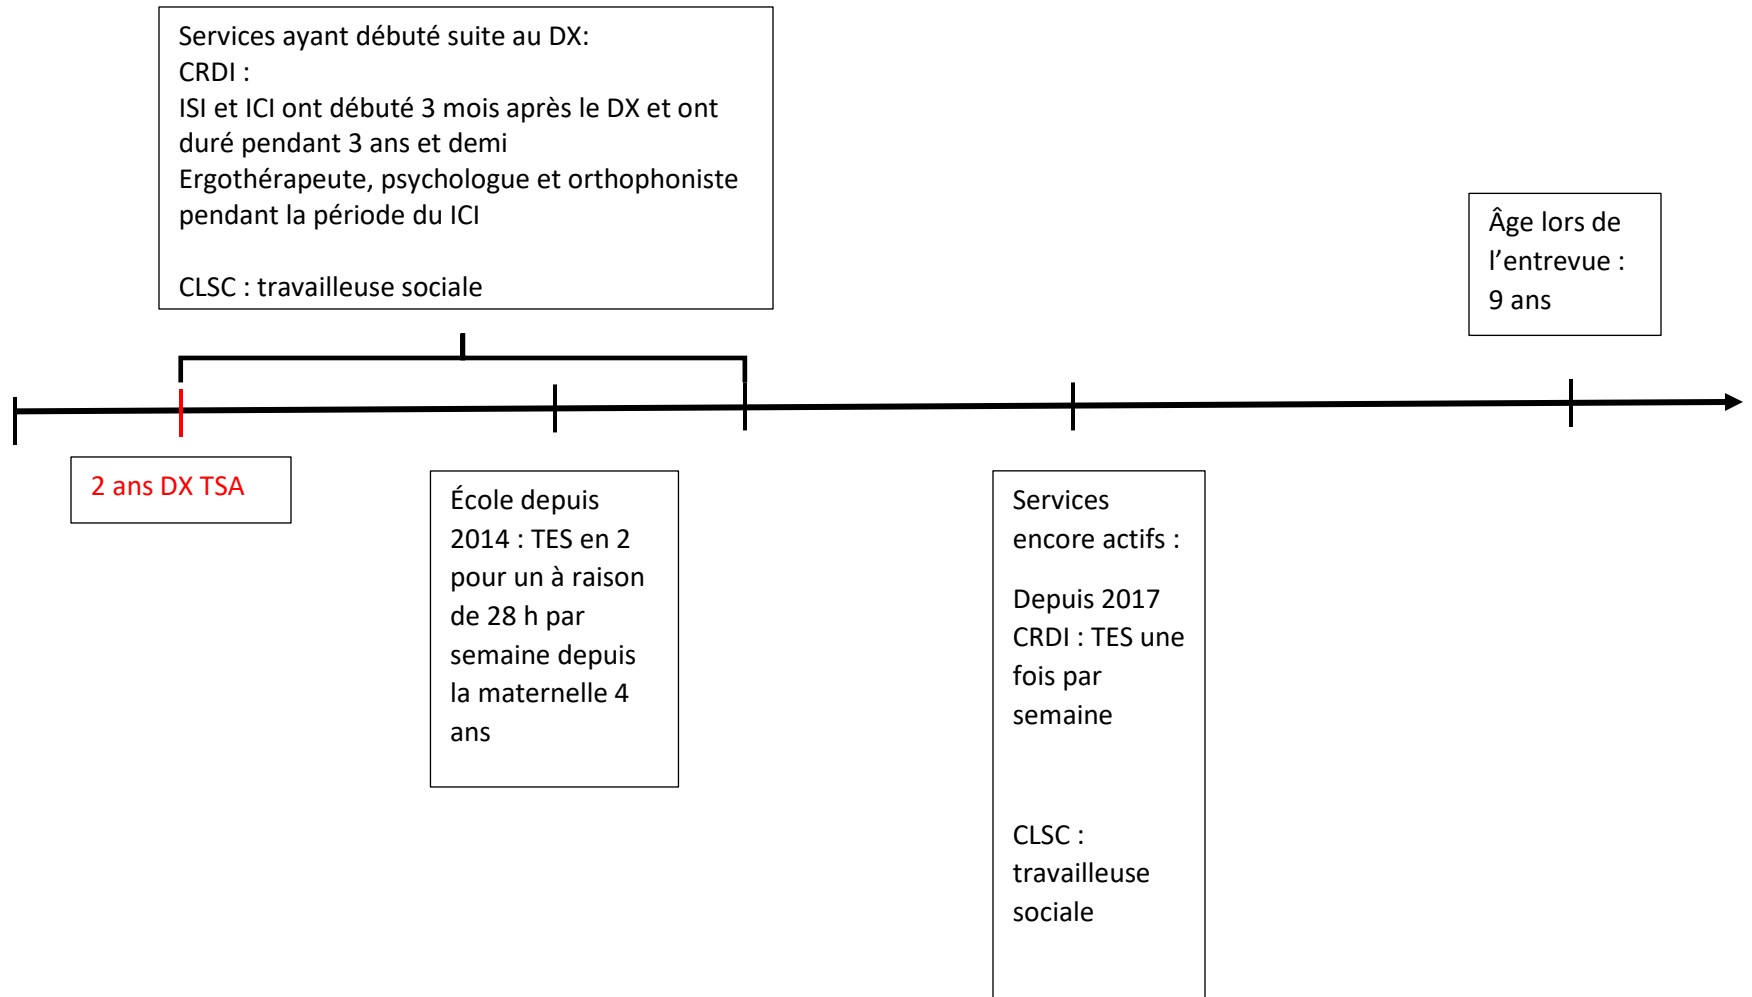 Services ayant débuté suite au DX:
CRDI :
ISI et ICI ont débuté 3 mois après le DX et ont
duré pendant 3 ans et demi
Ergothérapeute, psychologue et orthophoniste
pendant la période du ICI
CLSC : travailleuse sociale
Âge lors de
l’entrevue :
9 ans
2 ans DX TSA
École depuis
2014 : TES en 2
pour un à raison
de 28 h par
semaine depuis
la maternelle 4
ans
Services
encore actifs :
Depuis 2017
CRDI : TES une
fois par
semaine
CLSC :
travailleuse
sociale